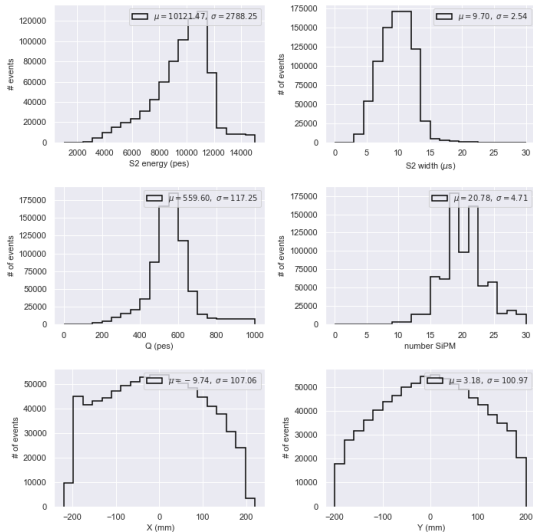 μ = 10121.47, σ = 2788.25
120000
100000
80000
60000
40000
20000
0
# of events
2000 4000 6000 8000 10000 12000 14000
S2 energy (pes)
μ = 9.70, σ = 2.54
175000
150000
125000
100000
75000
50000
25000
0
# of events
0 5 10 15 20 25 30
S2 width (μs)
μ = 559.60, σ = 117.25
175000
150000
125000
100000
75000
50000
25000
0
# of events
0 200 400 600 800 1000
Q (pes)
μ = 20.78, σ = 4.71
175000
150000
125000
100000
75000
50000
25000
0
# of events
0 5 10 15 20 25 30
number SiPM
μ = −9.74, σ = 107.06
50000
40000
30000
20000
10000
0
# of events
−200 −100 0 100 200
X (mm)
μ = 3.18, σ = 100.97
50000
40000
30000
20000
10000
0
# of events
−200 −100 0 100 200
Y (mm)